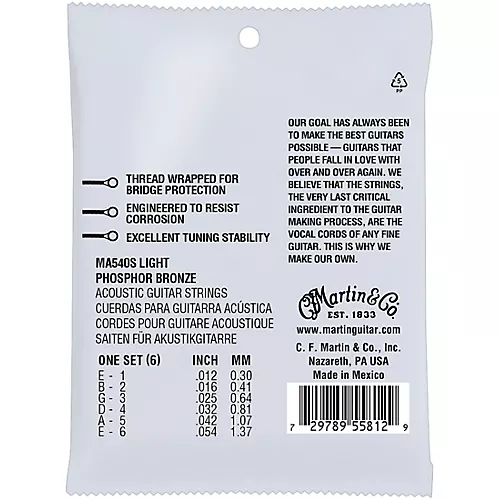 5
PP
OUR GOAL HAS ALWAYS BEEN
TO MAKE THE BEST GUITARS
POSSIBLE — GUITARS THAT
PEOPLE FALL IN LOVE WITH
OVER AND OVER AGAIN. WE
BELIEVE THAT THE STRINGS,
THE VERY LAST CRITICAL
INGREDIENT TO THE GUITAR
MAKING PROCESS, ARE THE
VOCAL CORDS OF ANY FINE
GUITAR. THIS IS WHY WE
MAKE OUR OWN.
THREAD WRAPPED FOR
BRIDGE PROTECTION
ENGINEERED TO RESIST
CORROSION
EXCELLENT TUNING STABILITY
MA540S LIGHT
PHOSPHOR BRONZE
ACOUSTIC GUITAR STRINGS
CUERDAS PARA GUITARRA ACÚSTICA
CORDES POUR GUITARE ACOUSTIQUE
SAITEN FÜR AKUSTIKGITARRE
ONE SET (6) INCH MM
E - 1 .012 0.30
B - 2 .016 0.41
G - 3 .025 0.64
D - 4 .032 0.81
A - 5 .042 1.07
E - 6 .054 1.37
Martin & Co.
EST. 1833
www.martinguitar.com
C. F. Martin & Co., Inc.
Nazareth, PA USA
Made in Mexico
7 29789 55812 9